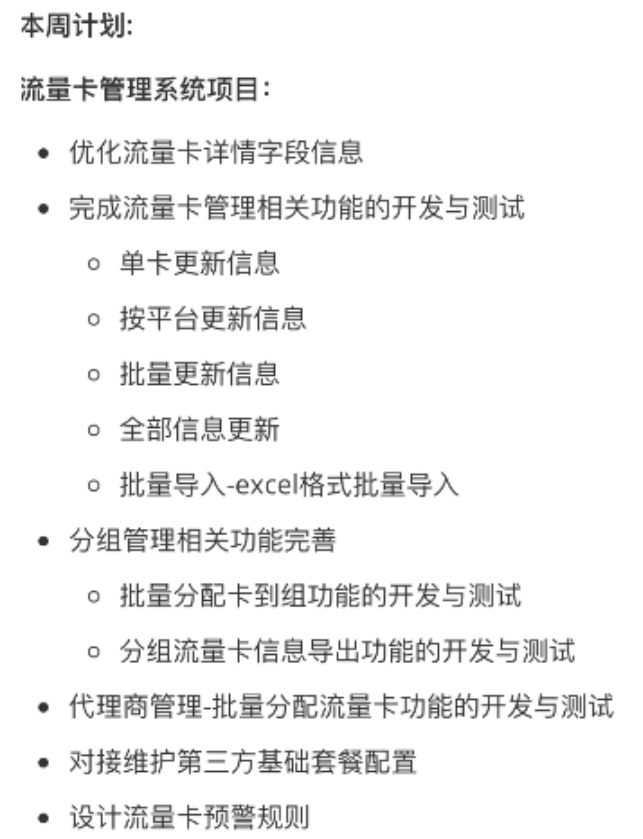 本周计划:
流量卡管理系统项目：
优化流量卡详情字段信息
完成流量卡管理相关功能的开发与测试
单卡更新信息
按平台更新信息
批量更新信息
全部信息更新
批量导入-excel格式批量导入
分组管理相关功能完善
批量分配卡到组功能的开发与测试
分组流量卡信息导出功能的开发与测试
代理商管理-批量分配流量卡功能的开发与测试
对接维护第三方基础套餐配置
设计流量卡预警规则